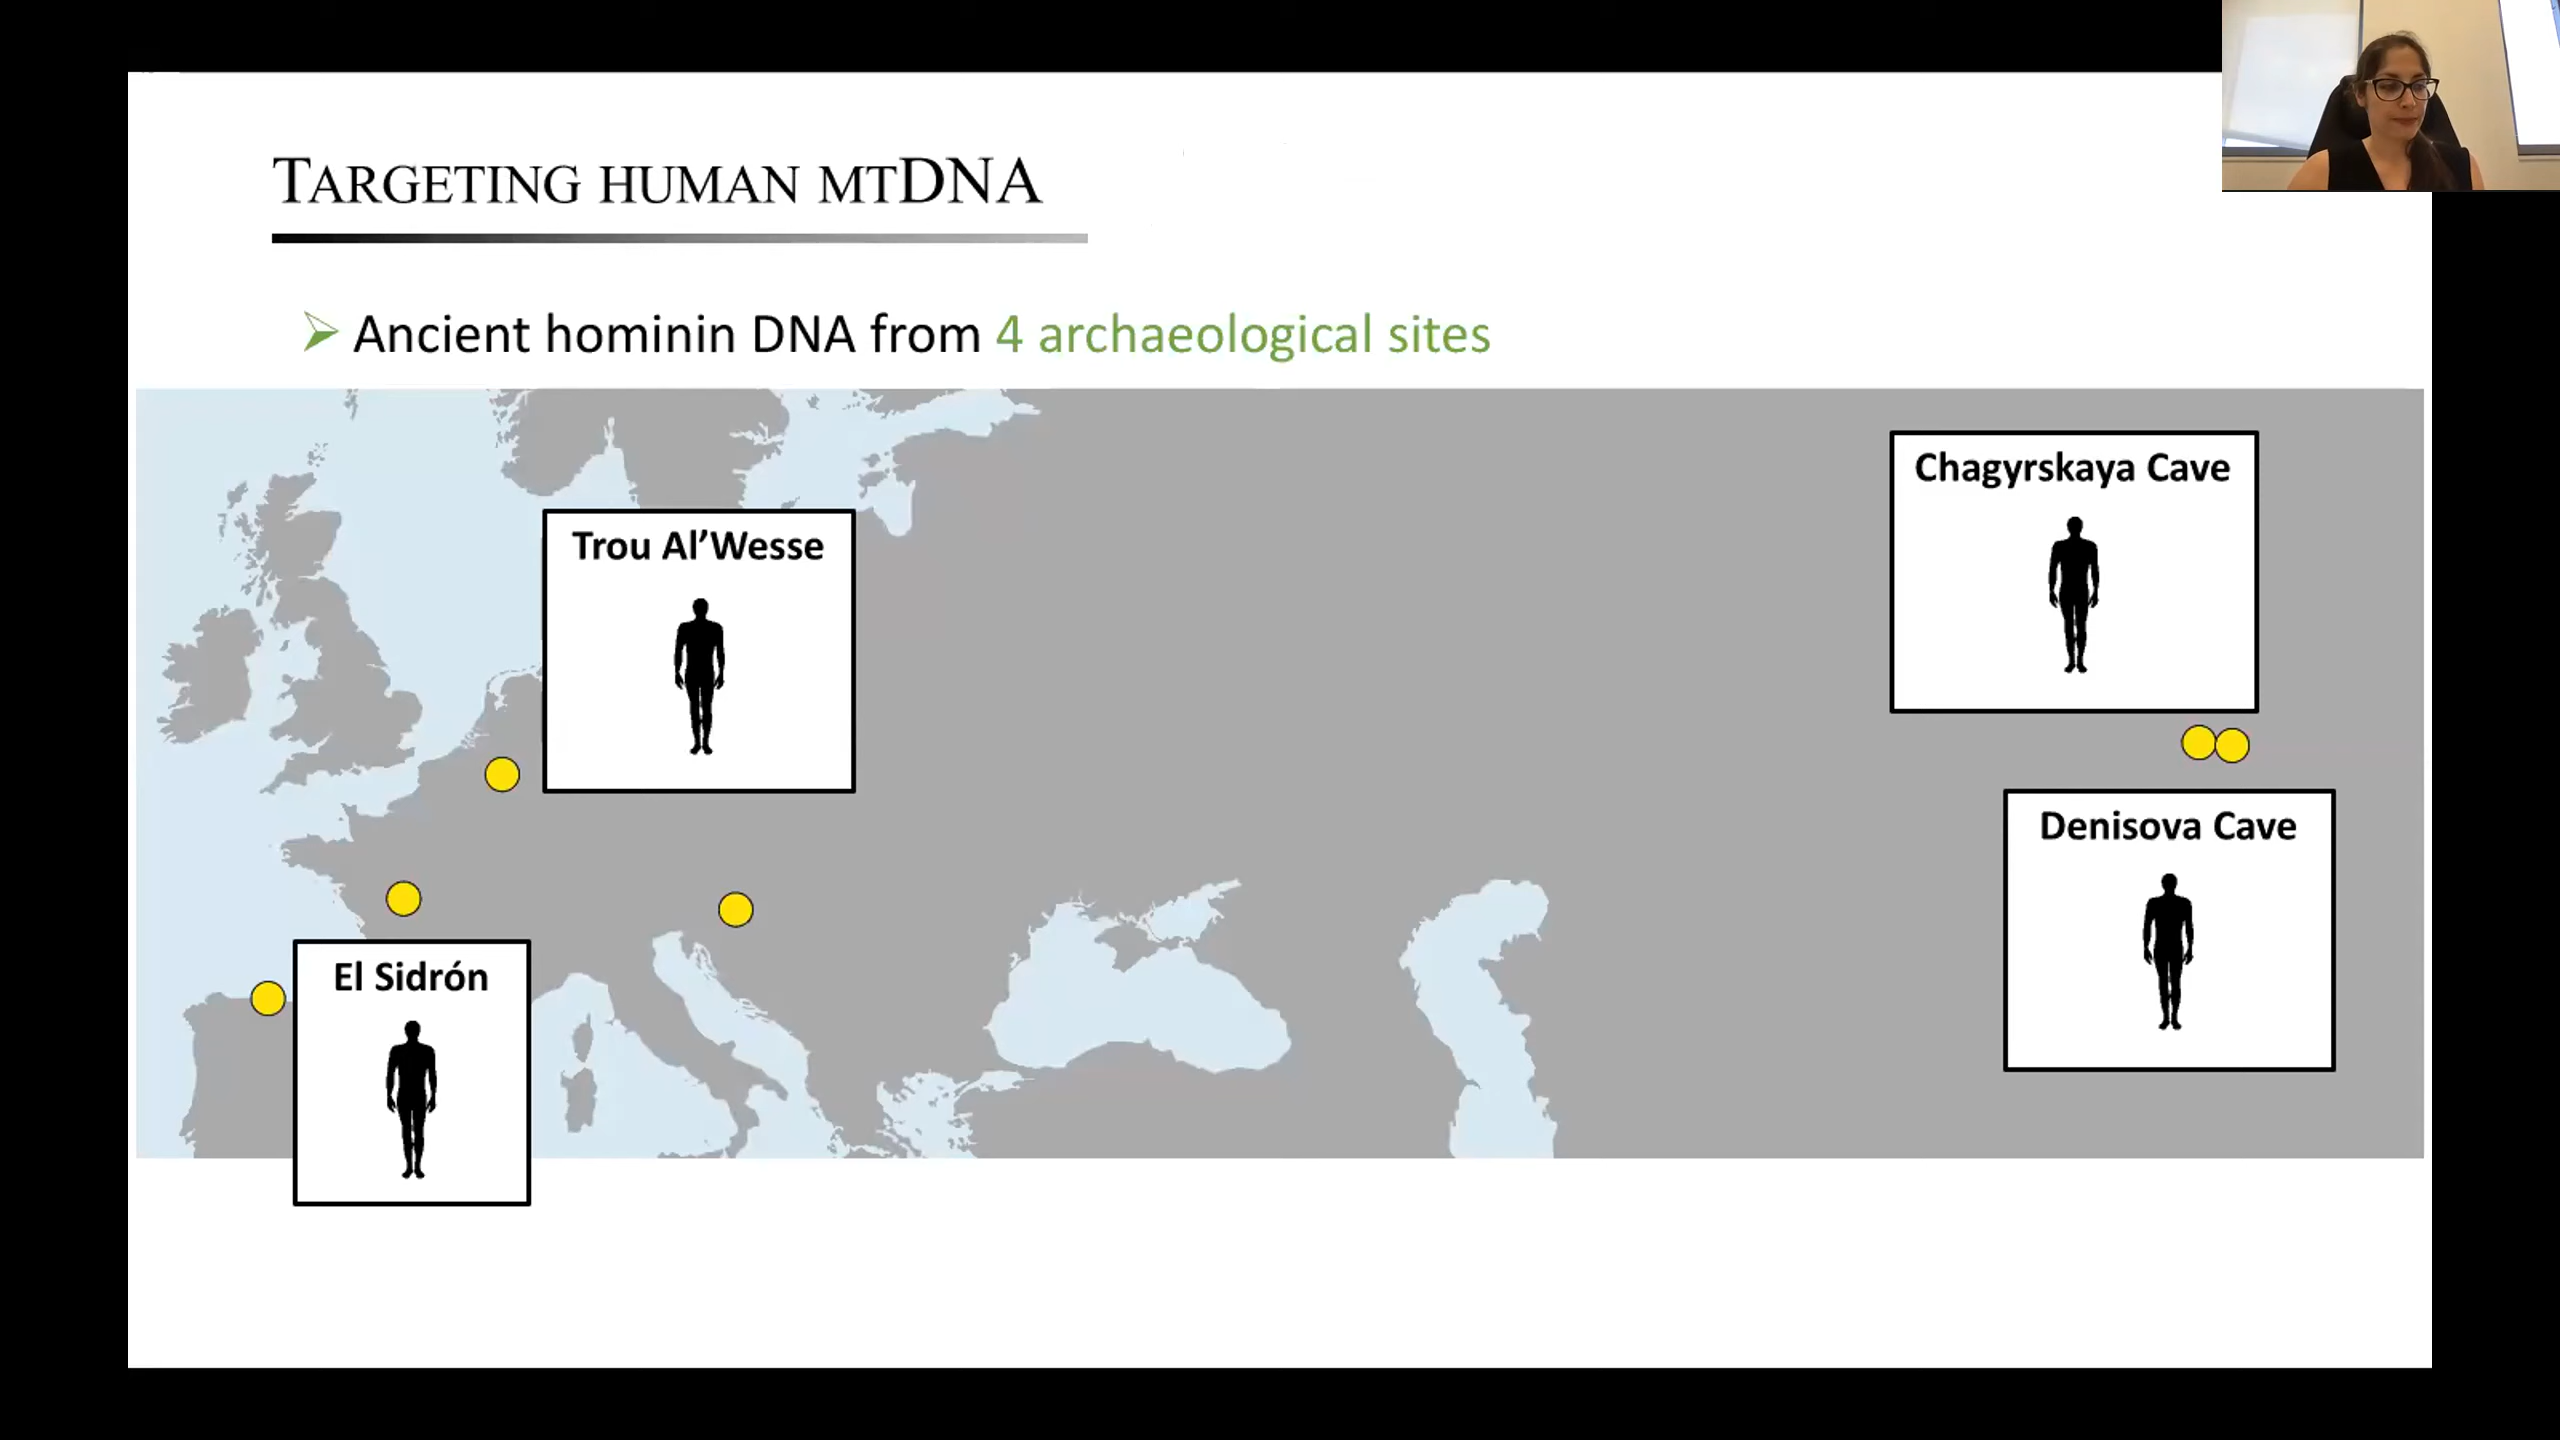 TARGETING HUMAN MTDNA
➢ Ancient hominin DNA from 4 archaeological sites
Chagyrskaya Cave
Trou Al’Wesse
Denisova Cave
El Sidrón